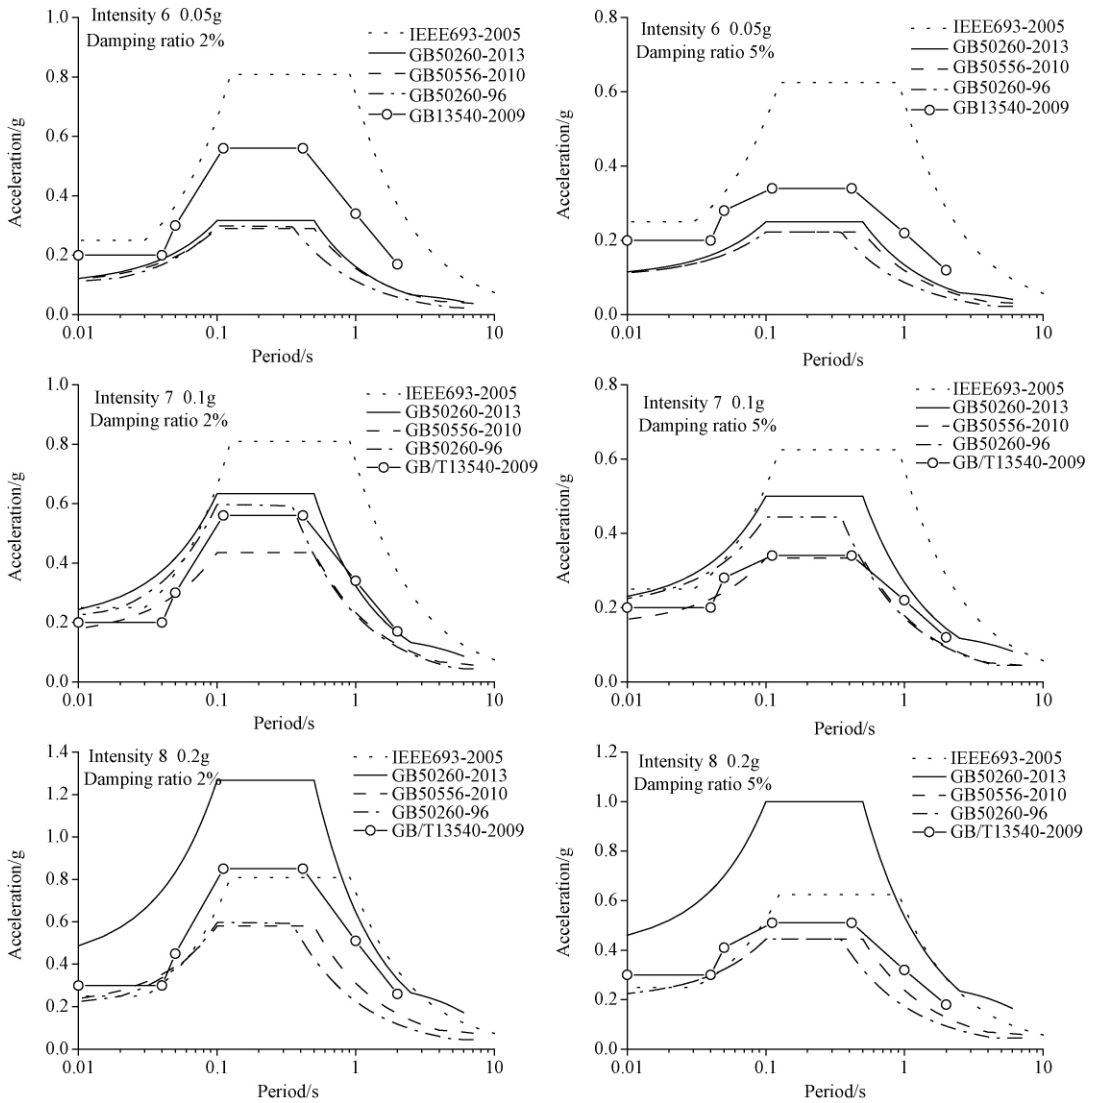 Intensity 6 0.05g
Damping ratio 2%
IEEE693-2005
GB50260-2013
GB50556-2010
GB50260-96
GB13540-2009
Acceleration/g
1.0
0.8
0.6
0.4
0.2
0.0
0.01
0.1
1
10
Period/s
Intensity 6 0.05g
Damping ratio 5%
IEEE693-2005
GB50260-2013
GB50556-2010
GB50260-96
GB13540-2009
Acceleration/g
0.8
0.6
0.4
0.2
0.0
0.01
0.1
1
10
Period/s
Intensity 7 0.1g
Damping ratio 2%
IEEE693-2005
GB50260-2013
GB50556-2010
GB50260-96
GB/T13540-2009
Acceleration/g
1.0
0.8
0.6
0.4
0.2
0.0
0.01
0.1
1
10
Period/s
Intensity 7 0.1g
Damping ratio 5%
IEEE693-2005
GB50260-2013
GB50556-2010
GB50260-96
GB/T13540-2009
Acceleration/g
0.8
0.6
0.4
0.2
0.0
0.01
0.1
1
10
Period/s
Intensity 8 0.2g
Damping ratio 2%
IEEE693-2005
GB50260-2013
GB50556-2010
GB50260-96
GB/T13540-2009
Acceleration/g
1.4
1.2
1.0
0.8
0.6
0.4
0.2
0.0
0.01
0.1
1
10
Period/s
Intensity 8 0.2g
Damping ratio 5%
IEEE693-2005
GB50260-2013
GB50556-2010
GB50260-96
GB/T13540-2009
Acceleration/g
1.2
1.0
0.8
0.6
0.4
0.2
0.0
0.01
0.1
1
10
Period/s